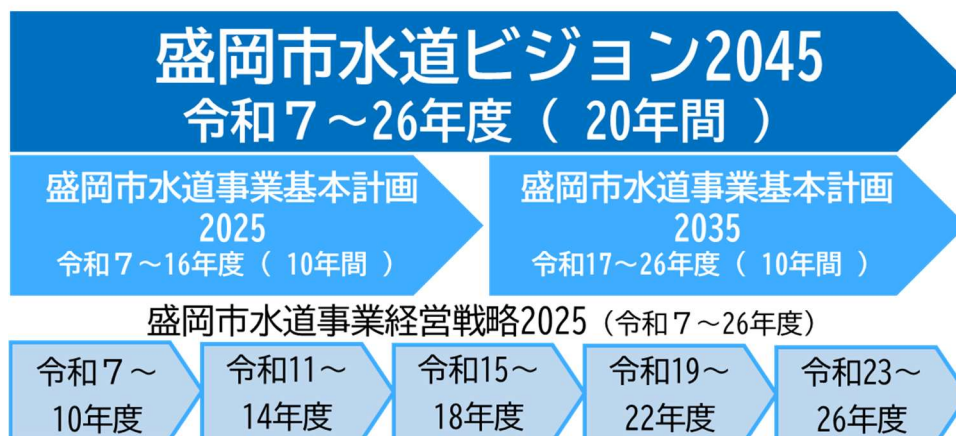 盛岡市水道ビジョン2045
令和７～26年度（ 20年間 ）
盛岡市水道事業基本計画
2025
令和７～16年度（ 10年間 ）
盛岡市水道事業基本計画
2035
令和17～26年度（ 10年間 ）
盛岡市水道事業経営戦略2025（令和７～26年度）
令和７～
10年度
令和11～
14年度
令和15～
18年度
令和19～
22年度
令和23～
26年度